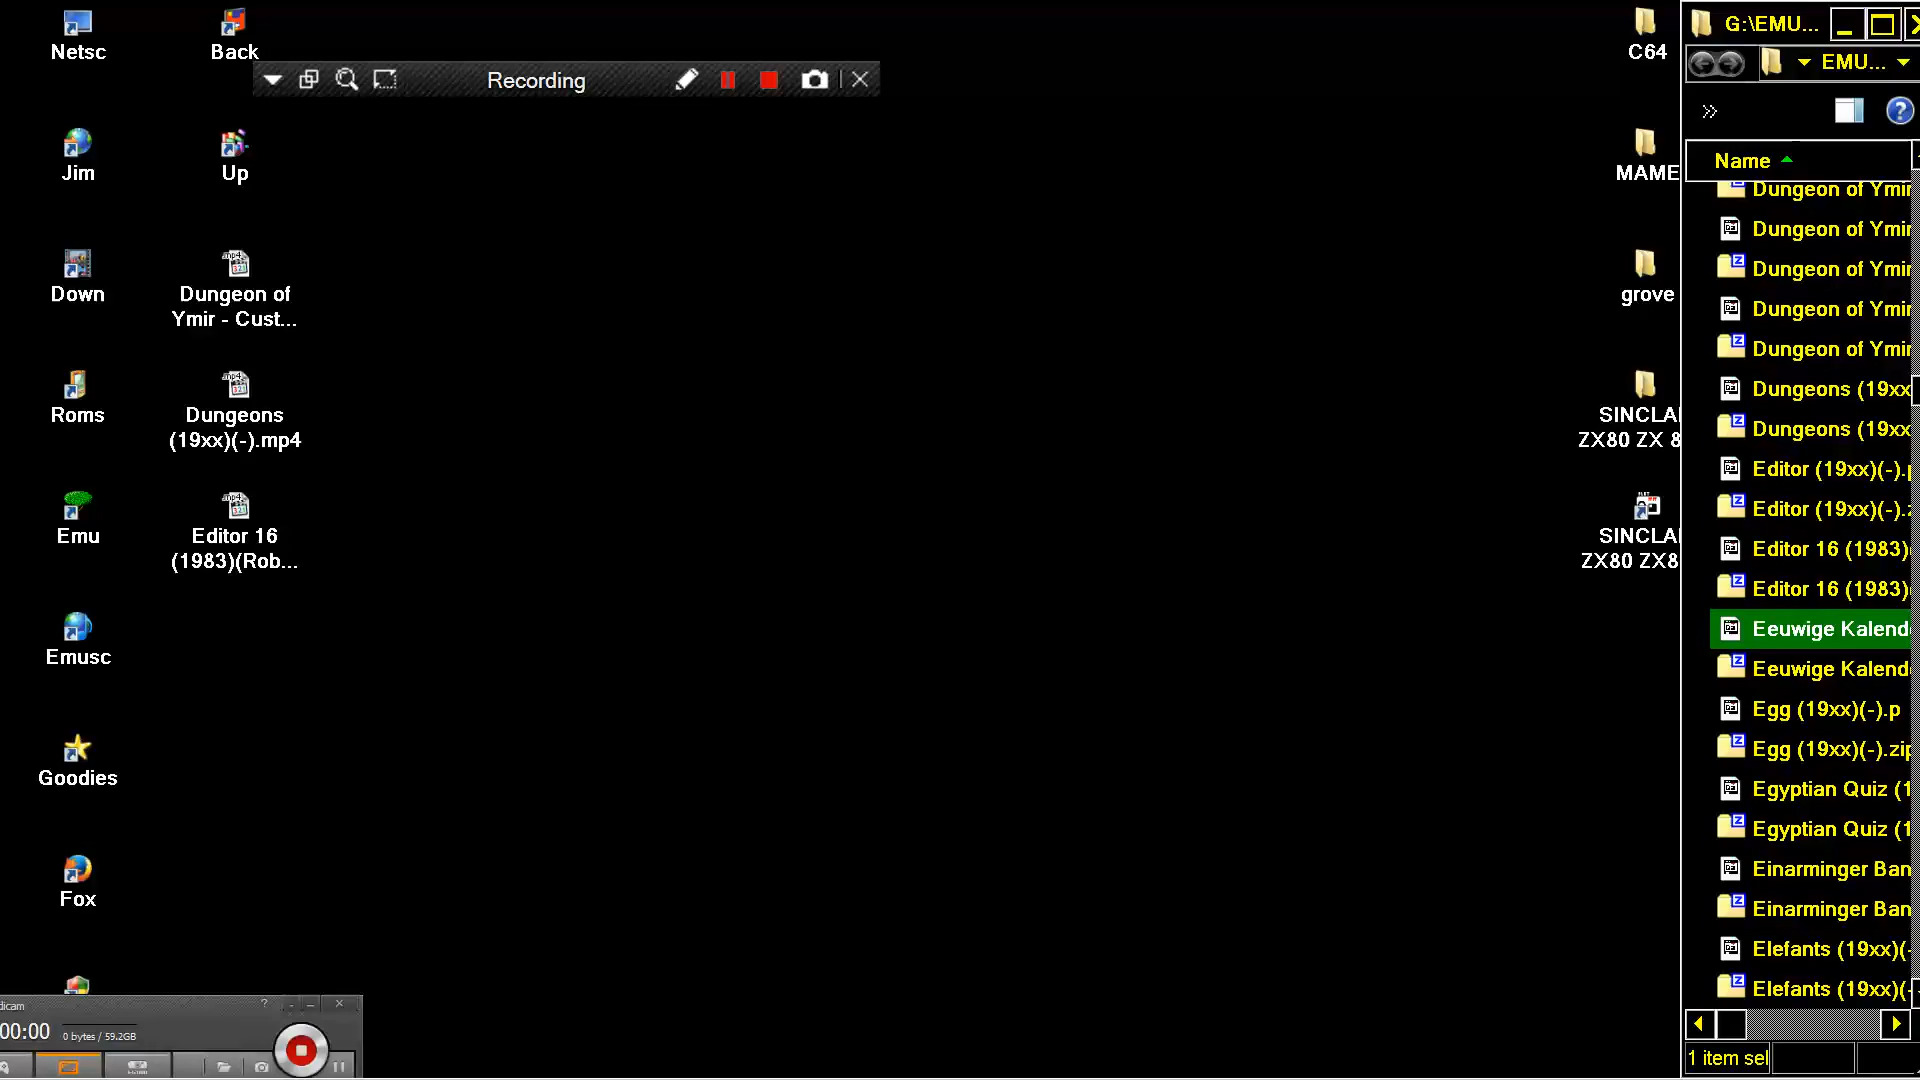 Netsc
Back
Jim
Up
Down
Dungeon of
Ymir - Cust...
Roms
Dungeons
(19xx)(-).mp4
Emu
Editor 16
(1983)(Rob...
Emusc
Goodies
Fox
Recording
C64
MAME
grove
SINCLAI
ZX80 ZX 8
SINCLAI
ZX80 ZX8
G:\EMU...
EMU...
Name
Dungeon of Ymir
Dungeon of Ymir
Dungeon of Ymir
Dungeon of Ymir
Dungeon of Ymir
Dungeons (19xx
Dungeons (19xx
Editor (19xx)(-).p
Editor (19xx)(-).z
Editor 16 (1983)
Editor 16 (1983)
Eeuwige Kalend
Eeuwige Kalend
Egg (19xx)(-).p
Egg (19xx)(-).zip
Egyptian Quiz (1
Egyptian Quiz (1
Einarminger Ban
Einarminger Ban
Elefants (19xx)(-
Elefants (19xx)(-
1 item sel
dicam
00:00
0 bytes / 59.2GB